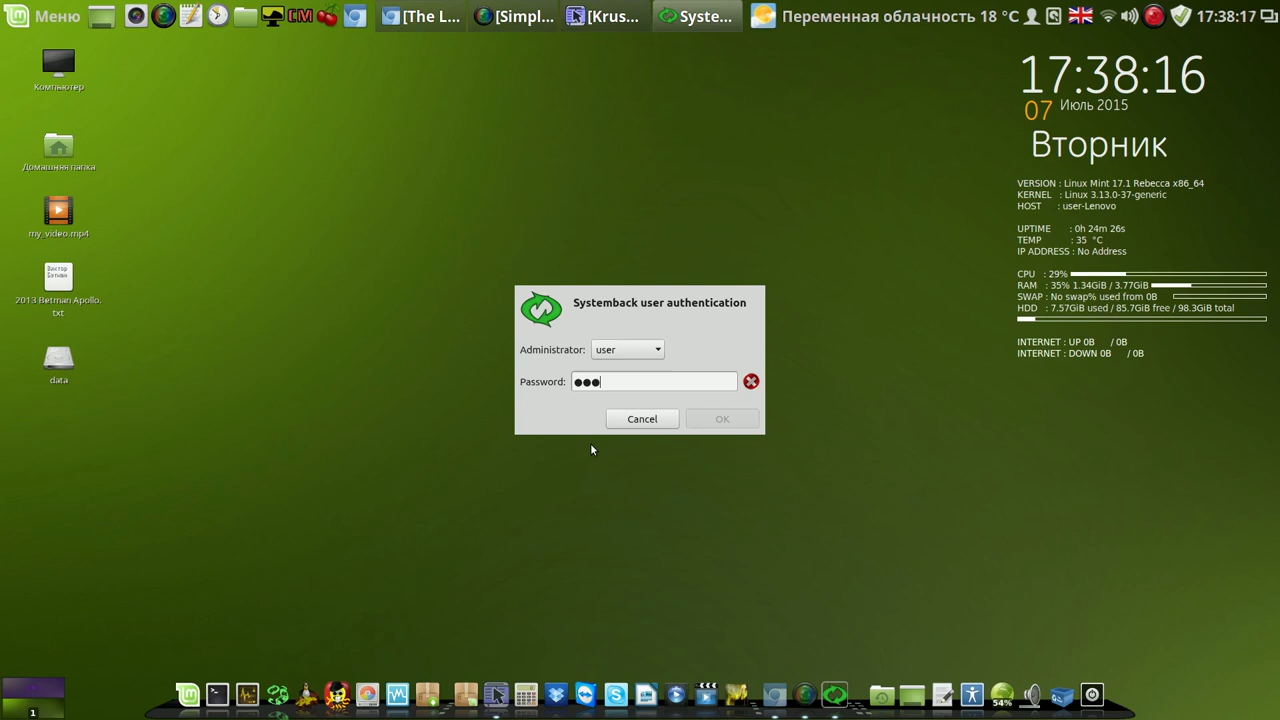 Меню
[The L...
[Simpl...
[Krus...
Syste...
Переменная облачность 18 °C
17:38:17
Компьютер
Домашняя папка
my_video.mp4
Виктор
Батмин
2013 Betman Apollo.
txt
data
17:38:16
07 Июль 2015
Вторник
VERSION : Linux Mint 17.1 Rebecca x86_64
KERNEL : Linux 3.13.0-37-generic
HOST : user-Lenovo
UPTIME : 0h 24m 26s
TEMP : 35 °C
IP ADDRESS : No Address
CPU : 29%
RAM : 35% 1.34GiB / 3.77GiB
SWAP : No swap% used from 0B
HDD : 7.57GiB used / 85.7GiB free / 98.3GiB total
INTERNET : UP 0B / 0B
INTERNET : DOWN 0B / 0B
Systemback user authentication
Administrator: user
Password: ●●●
Cancel OK
54%
1